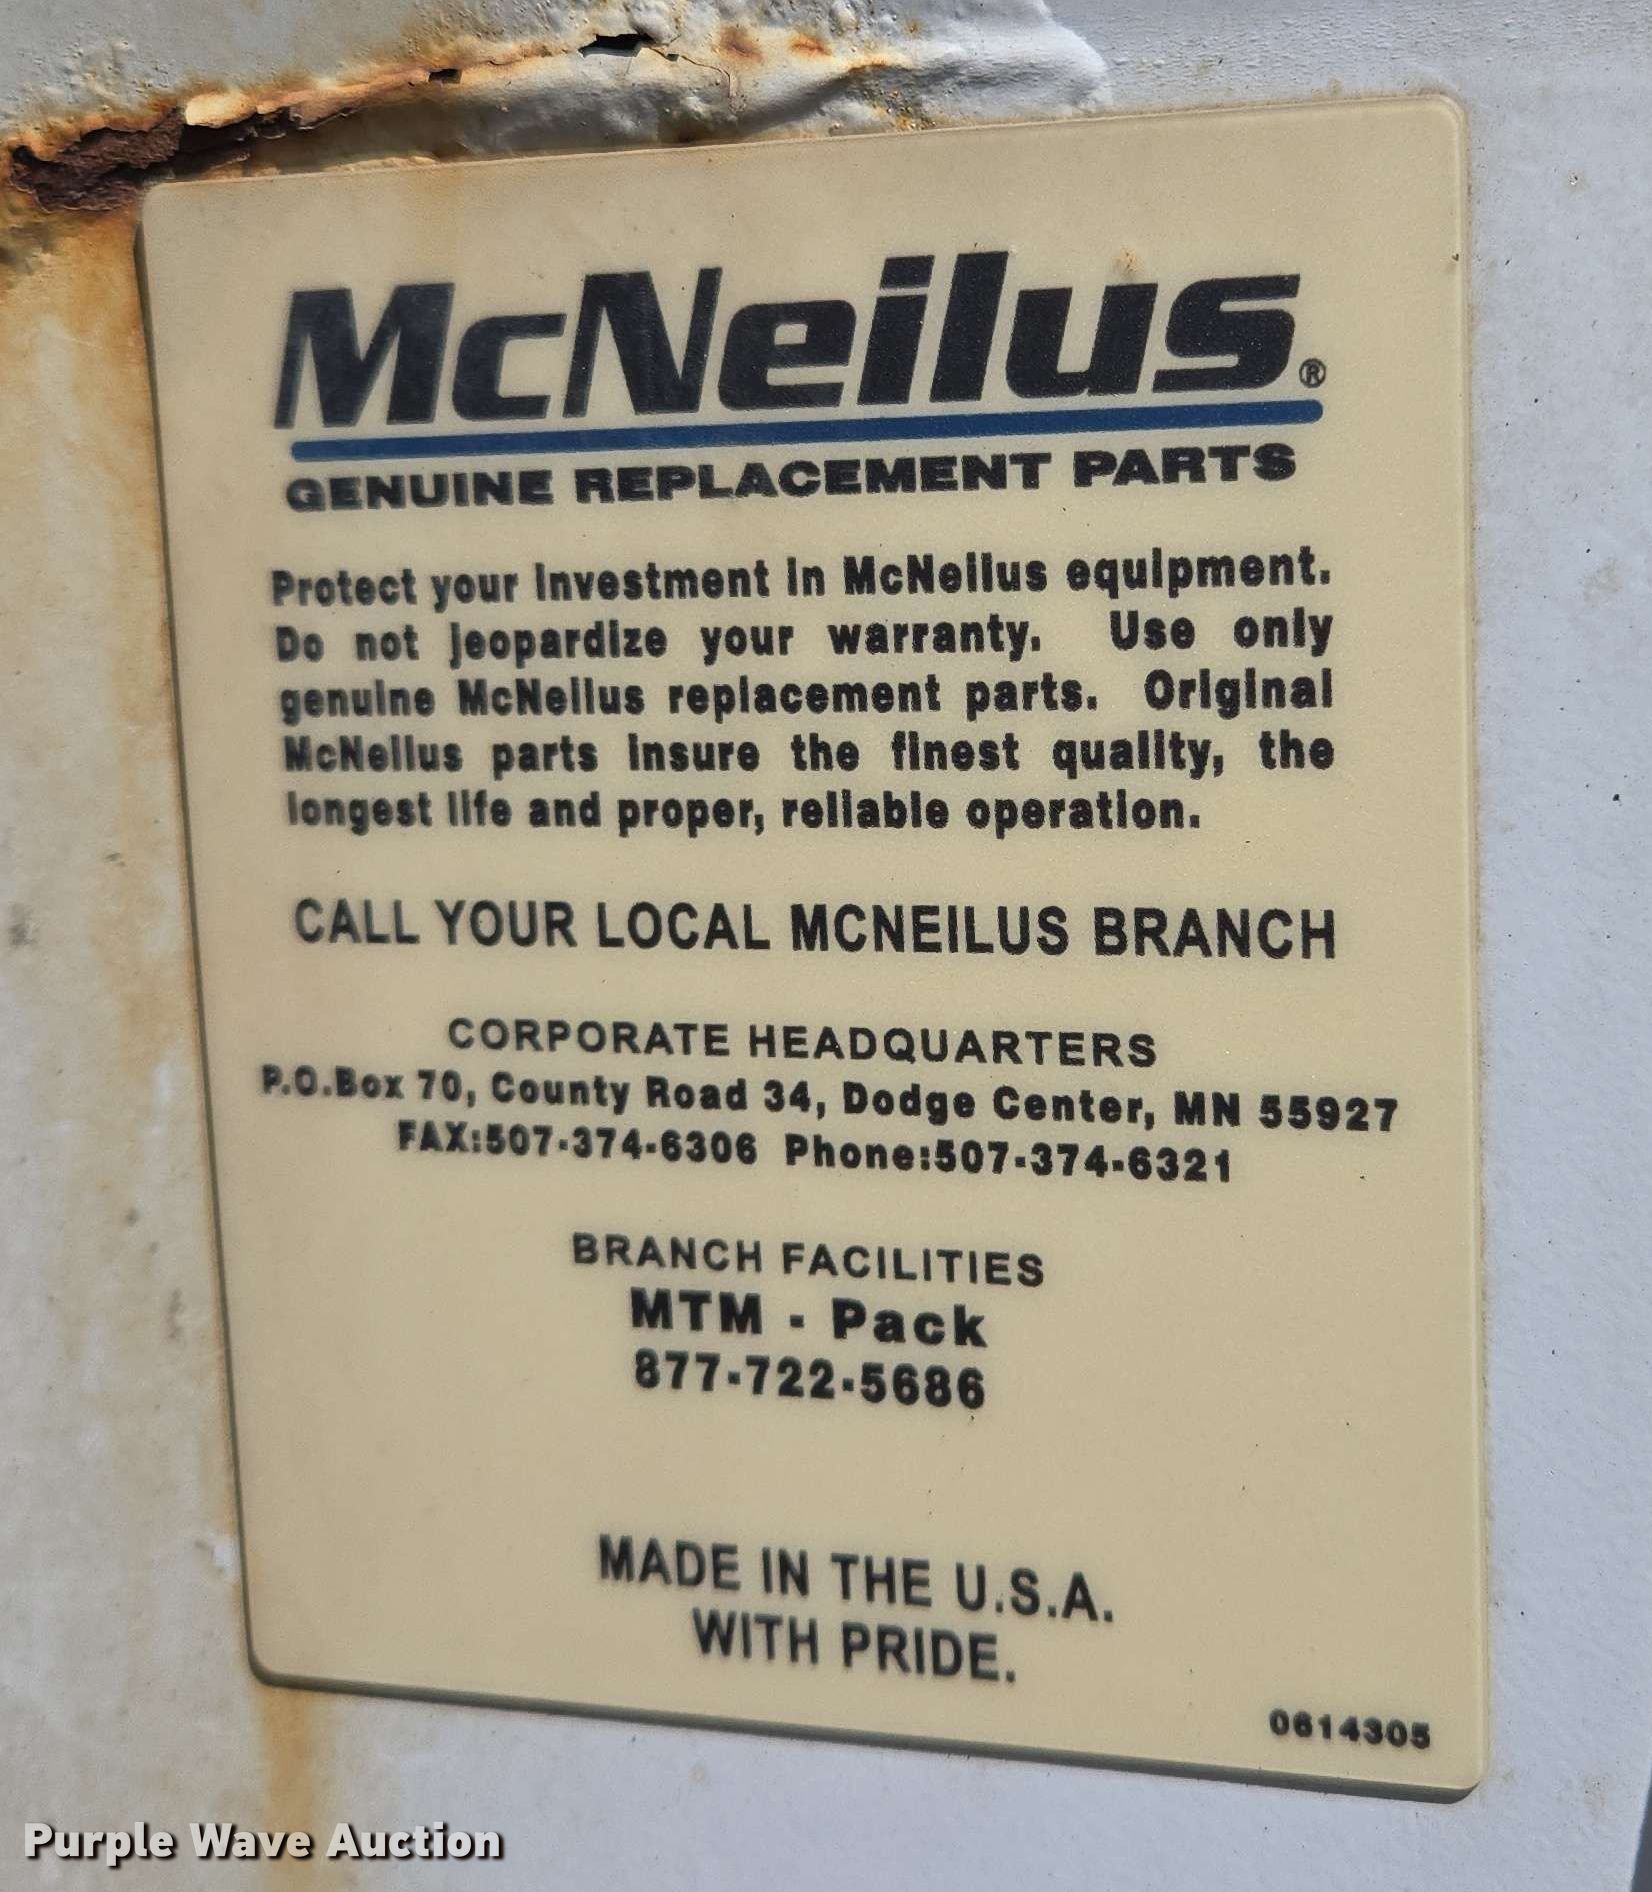 McNeilus®
GENUINE REPLACEMENT PARTS
Protect your investment in McNeilus equipment.
Do not jeopardize your warranty. Use only
genuine McNeilus replacement parts. Original
McNeilus parts insure the finest quality, the
longest life and proper, reliable operation.
CALL YOUR LOCAL MCNEILUS BRANCH
CORPORATE HEADQUARTERS
P.O.Box 70, County Road 34, Dodge Center, MN 55927
FAX:507-374-6306 Phone:507-374-6321
BRANCH FACILITIES
MTM - Pack
877-722-5686
MADE IN THE U.S.A.
WITH PRIDE.
0614305
Purple Wave Auction